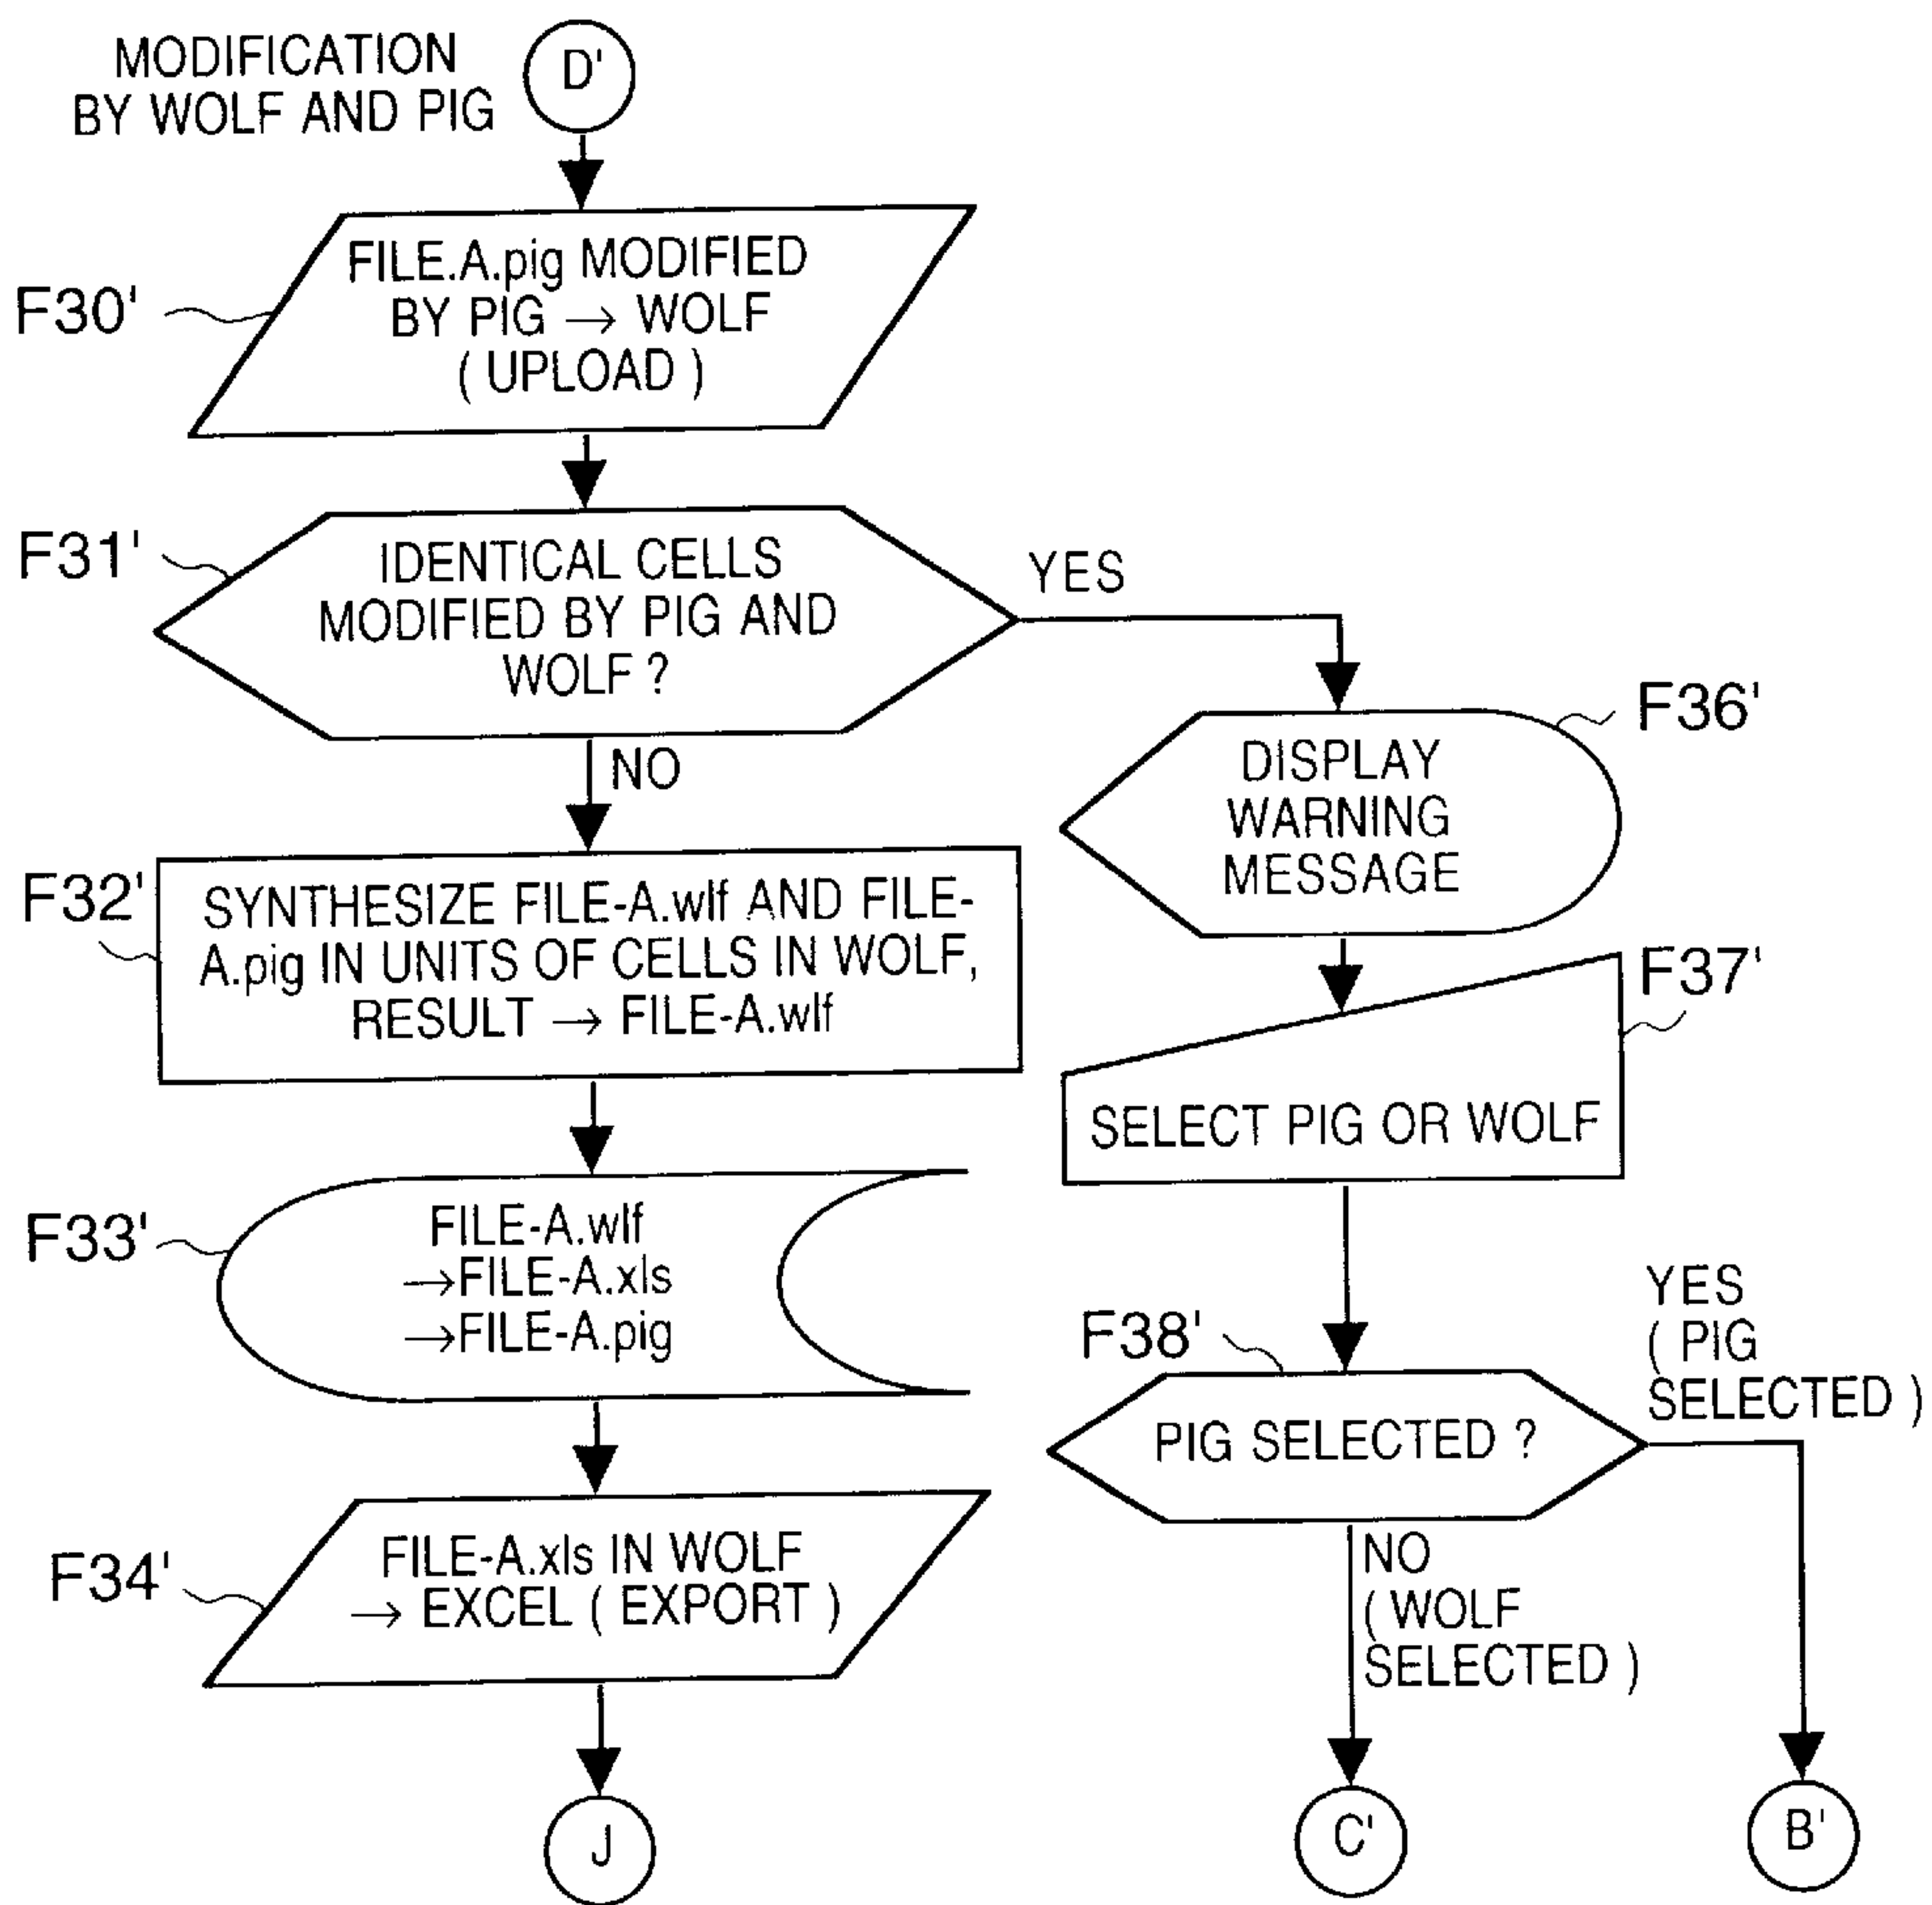 MODIFICATION
BY WOLF AND PIG
D'
F30'
FILE.A.pig MODIFIED
BY PIG → WOLF
( UPLOAD )
F31'
IDENTICAL CELLS
MODIFIED BY PIG AND
WOLF ?
YES
NO
F32'
SYNTHESIZE FILE-A.wlf AND FILE-
A.pig IN UNITS OF CELLS IN WOLF,
RESULT → FILE-A.wlf
F33'
FILE-A.wlf
→FILE-A.xls
→FILE-A.pig
F34'
FILE-A.xls IN WOLF
→ EXCEL ( EXPORT )
J
F36'
DISPLAY
WARNING
MESSAGE
F37'
SELECT PIG OR WOLF
F38'
PIG SELECTED ?
YES
( PIG
SELECTED )
NO
( WOLF
SELECTED )
C'
B'